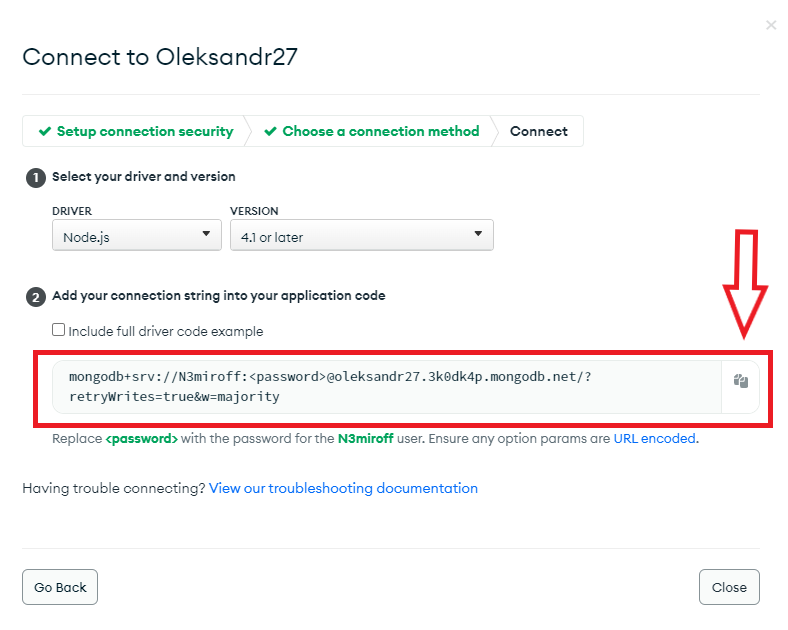 Connect to Oleksandr27
Setup connection security
Choose a connection method
Connect
1
Select your driver and version
DRIVER
VERSION
Node.js
4.1 or later
2
Add your connection string into your application code
Include full driver code example
mongodb+srv://N3miroff:<password>@oleksandr27.3k0dk4p.mongodb.net/?
retryWrites=true&w=majority
Replace <password> with the password for the N3miroff user. Ensure any option params are URL encoded.
Having trouble connecting? View our troubleshooting documentation
Go Back
Close